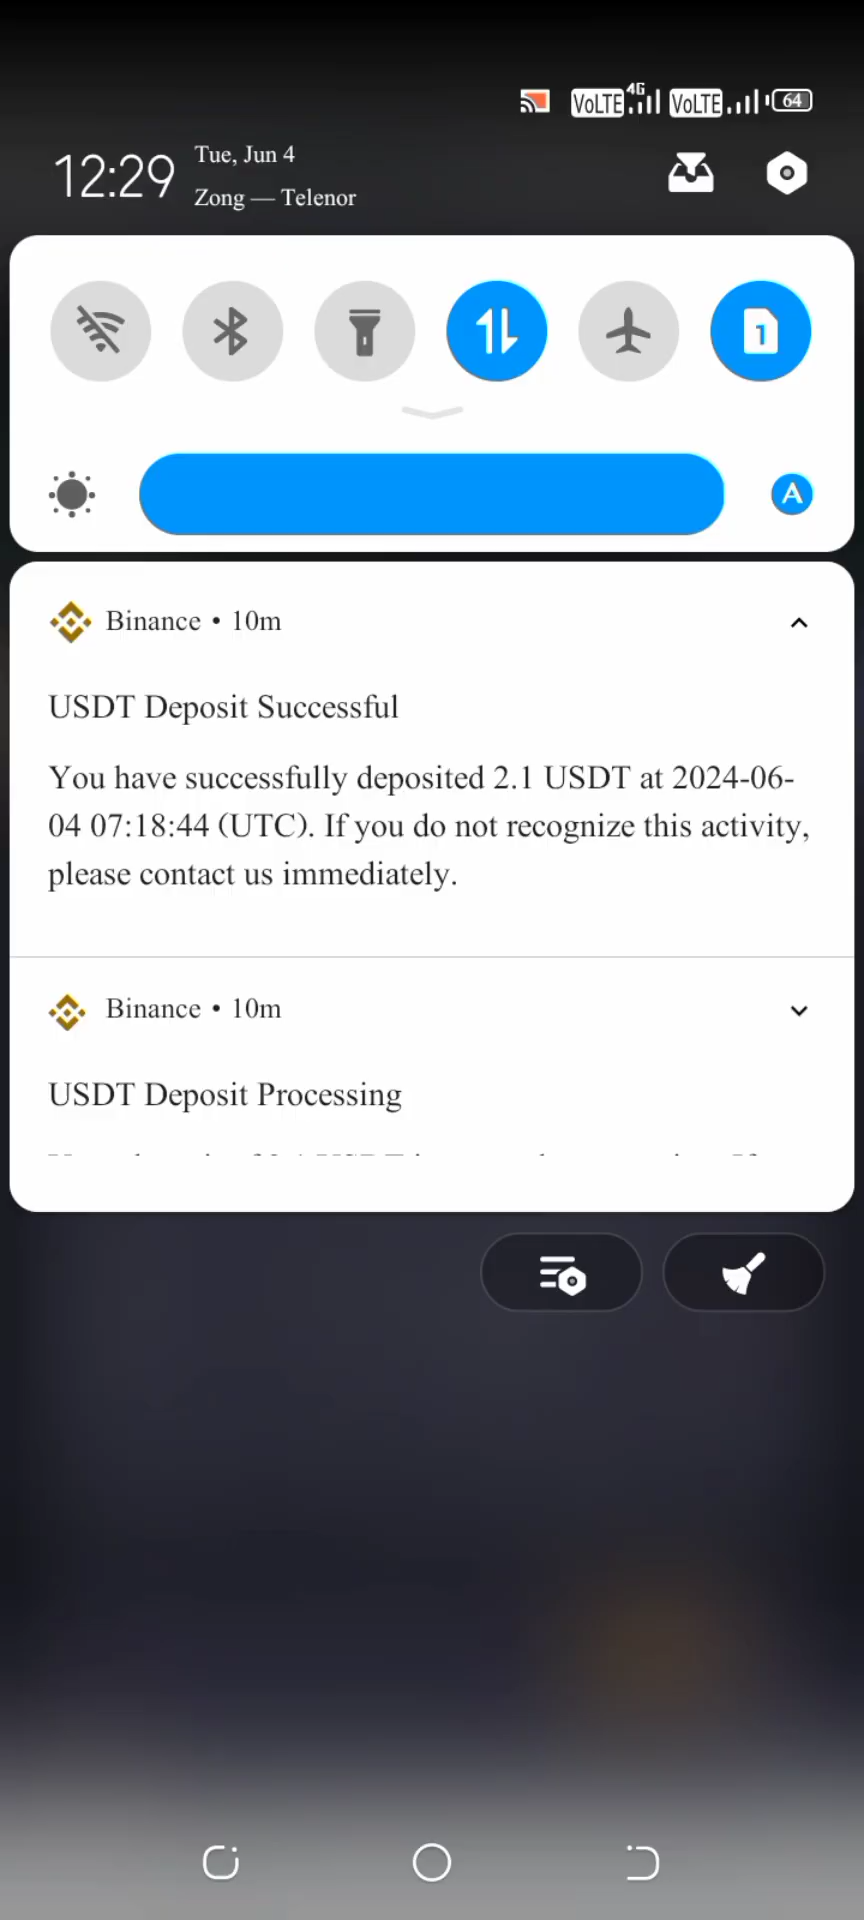 VoLTE 4G VoLTE 64
12:29 Tue, Jun 4
Zong — Telenor
1
A
Binance • 10m
USDT Deposit Successful
You have successfully deposited 2.1 USDT at 2024-06-
04 07:18:44 (UTC). If you do not recognize this activity,
please contact us immediately.
Binance • 10m
USDT Deposit Processing